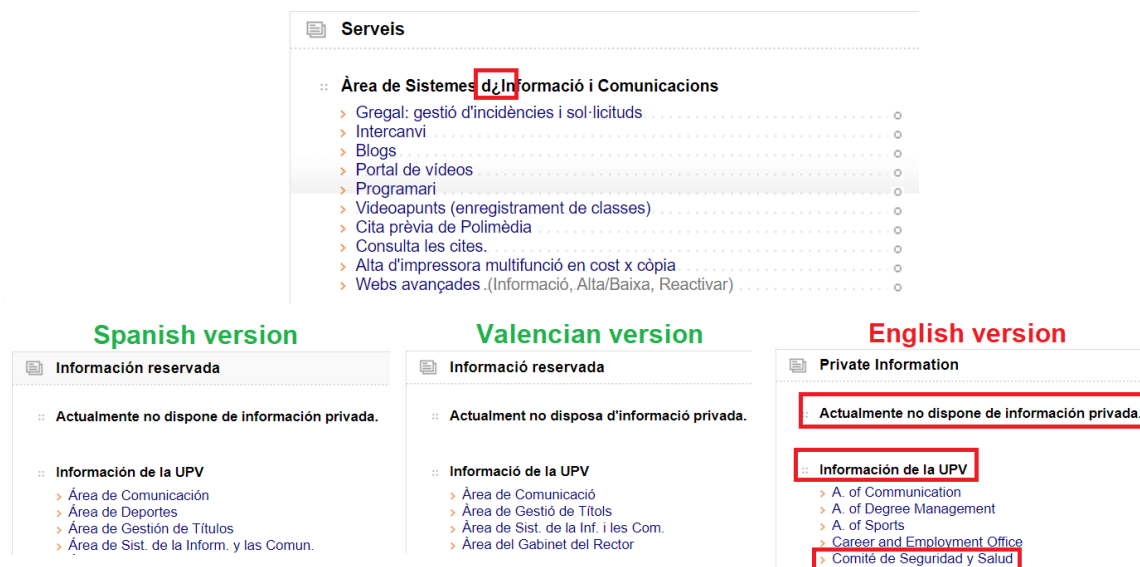 Serveis
Àrea de Sistemes d¿Informació i Comunicacions
Gregal: gestió d'incidències i sol·licituds
Intercanvi
Blogs
Portal de vídeos
Programari
Videoapunts (enregistrament de classes)
Cita prèvia de Polimèdia
Consulta les cites.
Alta d'impressora multifunció en cost x còpia
Webs avançades .(Informació, Alta/Baixa, Reactivar)
Spanish version
Información reservada
Actualmente no dispone de información privada.
Información de la UPV
Área de Comunicación
Área de Deportes
Área de Gestión de Títulos
Área de Sist. de la Inform. y las Comun.
Valencian version
Informació reservada
Actualment no disposa d'informació privada.
Informació de la UPV
Àrea de Comunicació
Àrea de Gestió de Títols
Àrea de Sist. de la Inf. i les Com.
Àrea del Gabinet del Rector
English version
Private Information
Actualmente no dispone de información privada.
Información de la UPV
A. of Communication
A. of Degree Management
A. of Sports
Career and Employment Office
Comité de Seguridad y Salud